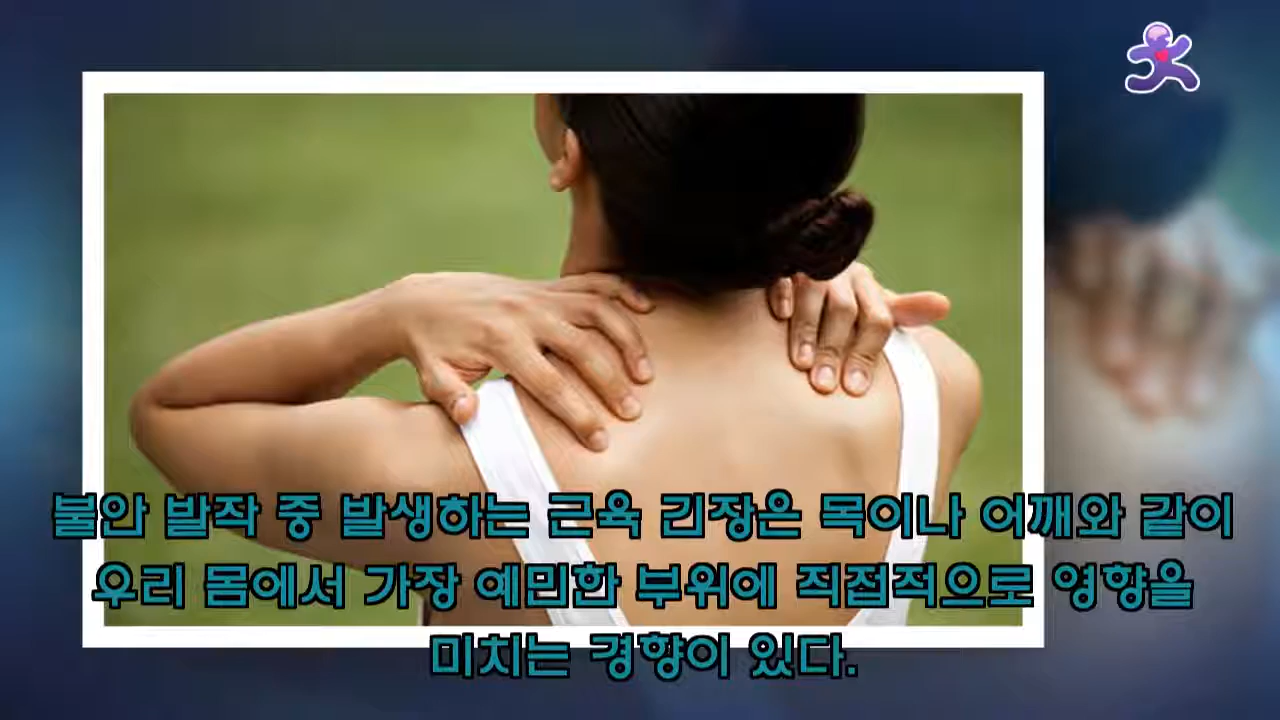 불안 발작 중 발생하는 근육 긴장은 목이나 어깨와 같이
우리 몸에서 가장 예민한 부위에 직접적으로 영향을
미치는 경향이 있다.